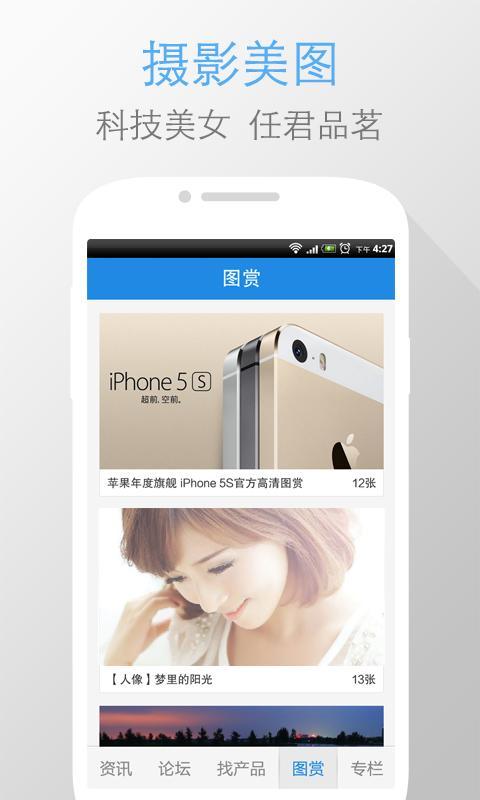 摄影美图
科技美女 任君品茗
下午 4:27
图赏
iPhone 5 S
超前. 空前.
苹果年度旗舰 iPhone 5S官方高清图赏 12张
【人像】梦里的阳光 13张
资讯 论坛 找产品 图赏 专栏